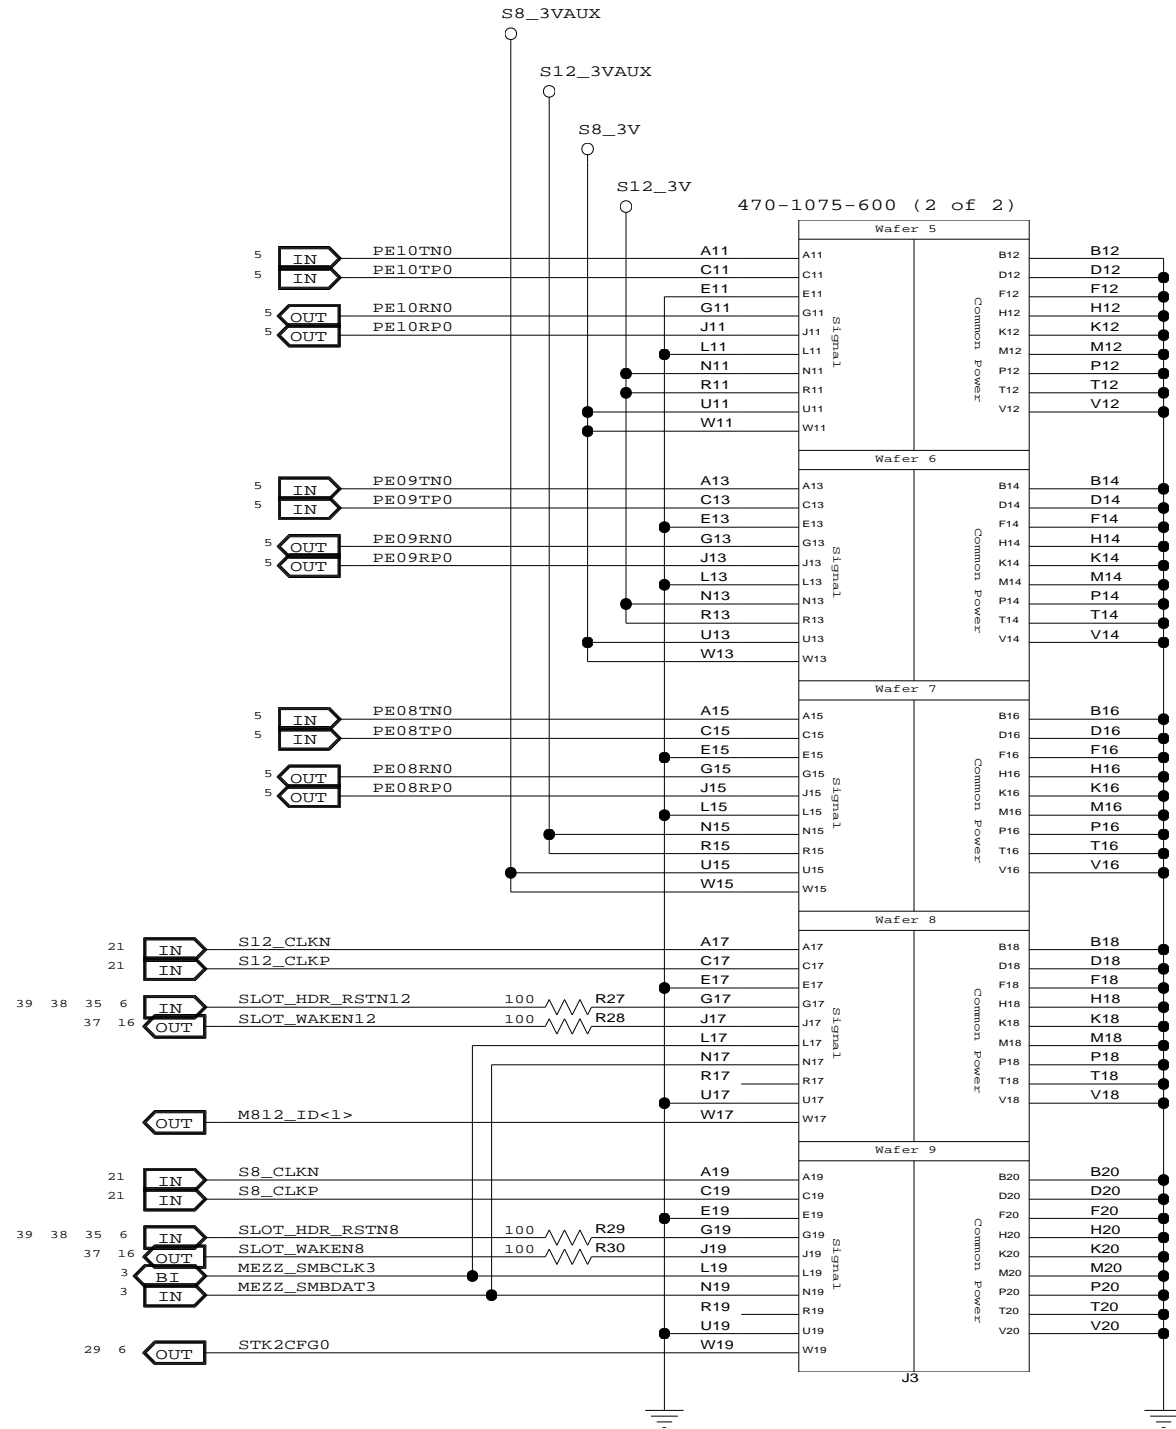 S8_3VAUX
S12_3VAUX
S8_3V
S12_3V
470-1075-600 (2 of 2)
Wafer 5
5 IN PE10TN0 A11 A11 B12 B12
5 IN PE10TP0 C11 C11 D12 D12
E11 E11 F12 F12
5 OUT PE10RN0 G11 G11 H12 H12
5 OUT PE10RP0 J11 J11 K12 K12
L11 L11 M12 M12
N11 N11 P12 P12
R11 R11 T12 T12
U11 U11 V12 V12
W11 W11
Signal
Common Power
Wafer 6
5 IN PE09TN0 A13 A13 B14 B14
5 IN PE09TP0 C13 C13 D14 D14
E13 E13 F14 F14
5 OUT PE09RN0 G13 G13 H14 H14
5 OUT PE09RP0 J13 J13 K14 K14
L13 L13 M14 M14
N13 N13 P14 P14
R13 R13 T14 T14
U13 U13 V14 V14
W13 W13
Signal
Common Power
Wafer 7
5 IN PE08TN0 A15 A15 B16 B16
5 IN PE08TP0 C15 C15 D16 D16
E15 E15 F16 F16
5 OUT PE08RN0 G15 G15 H16 H16
5 OUT PE08RP0 J15 J15 K16 K16
L15 L15 M16 M16
N15 N15 P16 P16
R15 R15 T16 T16
U15 U15 V16 V16
W15 W15
Signal
Common Power
Wafer 8
21 IN S12_CLKN A17 A17 B18 B18
21 IN S12_CLKP C17 C17 D18 D18
E17 E17 F18 F18
39 38 35 6 IN SLOT_HDR_RSTN12 100 R27 G17 G17 H18 H18
37 16 OUT SLOT_WAKEN12 100 R28 J17 J17 K18 K18
L17 L17 M18 M18
N17 N17 P18 P18
R17 R17 T18 T18
U17 U17 V18 V18
OUT M812_ID<1> W17 W17
Signal
Common Power
Wafer 9
21 IN S8_CLKN A19 A19 B20 B20
21 IN S8_CLKP C19 C19 D20 D20
E19 E19 F20 F20
39 38 35 6 IN SLOT_HDR_RSTN8 100 R29 G19 G19 H20 H20
37 16 OUT SLOT_WAKEN8 100 R30 J19 J19 K20 K20
3 BI MEZZ_SMBCLK3 L19 L19 M20 M20
3 IN MEZZ_SMBDAT3 N19 N19 P20 P20
R19 R19 T20 T20
U19 U19 V20 V20
29 6 OUT STK2CFG0 W19 W19
Signal
Common Power
J3